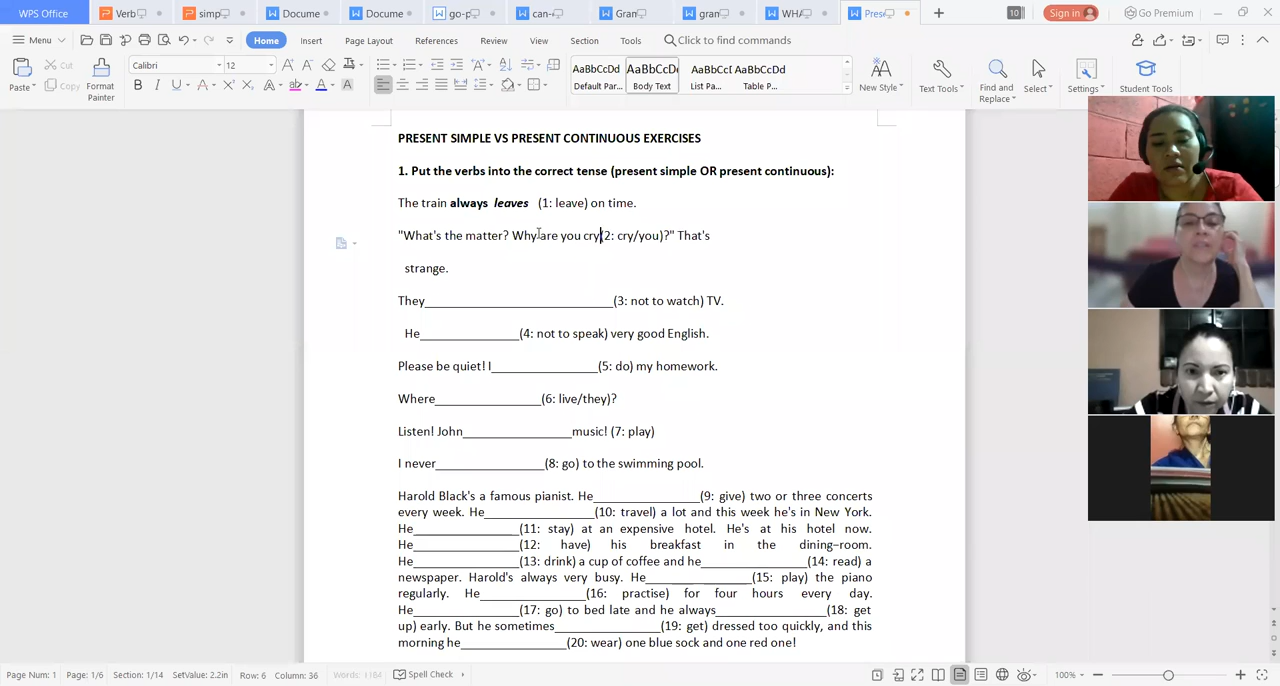 WPS Office
Verb
simp
Docume
Docume
go-p
can-
Gran
gran
WHA
Prese
10
Sign in
Go Premium
Menu
Home
Insert
Page Layout
References
Review
View
Section
Tools
Click to find commands
Paste
Cut
Copy
Format Painter
Calibri
12
AaBbCcDd
AaBbCcDd
AaBbCcI
AaBbCcDd
Default Par...
Body Text
List Pa...
Table P...
New Style
Text Tools
Find and Replace
Select
Settings
Student Tools
PRESENT SIMPLE VS PRESENT CONTINUOUS EXERCISES
1. Put the verbs into the correct tense (present simple OR present continuous):
The train always leaves (1: leave) on time.
"What's the matter? Why are you cry(2: cry/you)?" That's
strange.
They____________________________(3: not to watch) TV.
He_______________(4: not to speak) very good English.
Please be quiet! I________________(5: do) my homework.
Where________________(6: live/they)?
Listen! John________________music! (7: play)
I never________________(8: go) to the swimming pool.
Harold Black's a famous pianist. He________________(9: give) two or three concerts
every week. He________________(10: travel) a lot and this week he's in New York.
He________________(11: stay) at an expensive hotel. He's at his hotel now.
He________________(12: have) his breakfast in the dining-room.
He________________(13: drink) a cup of coffee and he________________(14: read) a
newspaper. Harold's always very busy. He________________(15: play) the piano
regularly. He________________(16: practise) for four hours every day.
He________________(17: go) to bed late and he always________________(18: get
up) early. But he sometimes________________(19: get) dressed too quickly, and this
morning he________________(20: wear) one blue sock and one red one!
Page Num: 1
Page: 1/6
Section: 1/14
SetValue: 2.2in
Row: 6
Column: 36
Words: 1184
Spell Check
100%